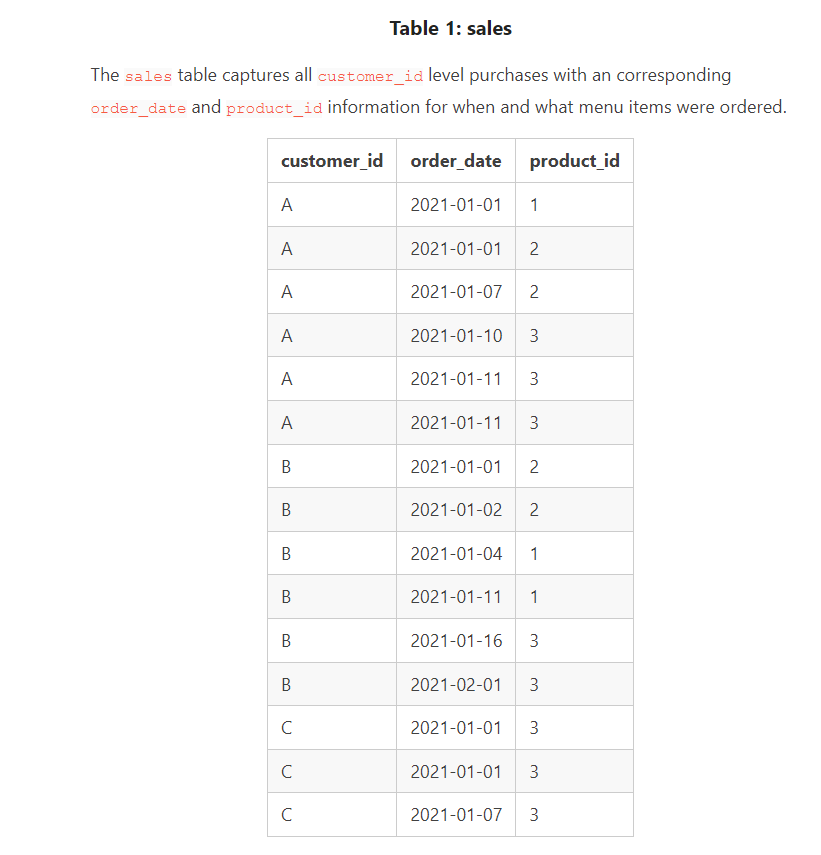 Table 1: sales
The sales table captures all customer_id level purchases with an corresponding
order_date and product_id information for when and what menu items were ordered.
customer_id order_date product_id
A 2021-01-01 1
A 2021-01-01 2
A 2021-01-07 2
A 2021-01-10 3
A 2021-01-11 3
A 2021-01-11 3
B 2021-01-01 2
B 2021-01-02 2
B 2021-01-04 1
B 2021-01-11 1
B 2021-01-16 3
B 2021-02-01 3
C 2021-01-01 3
C 2021-01-01 3
C 2021-01-07 3